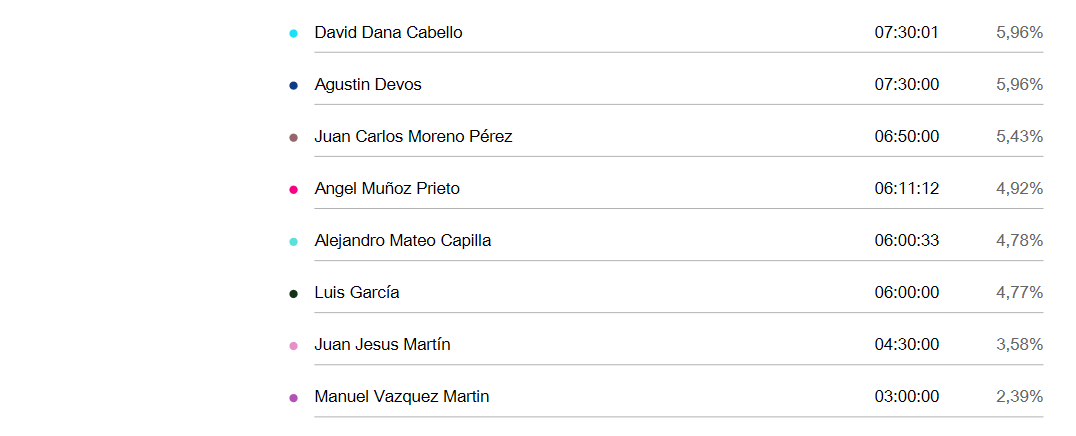 David Dana Cabello 07:30:01 5,96%
Agustin Devos 07:30:00 5,96%
Juan Carlos Moreno Pérez 06:50:00 5,43%
Angel Muñoz Prieto 06:11:12 4,92%
Alejandro Mateo Capilla 06:00:33 4,78%
Luis García 06:00:00 4,77%
Juan Jesus Martín 04:30:00 3,58%
Manuel Vazquez Martin 03:00:00 2,39%